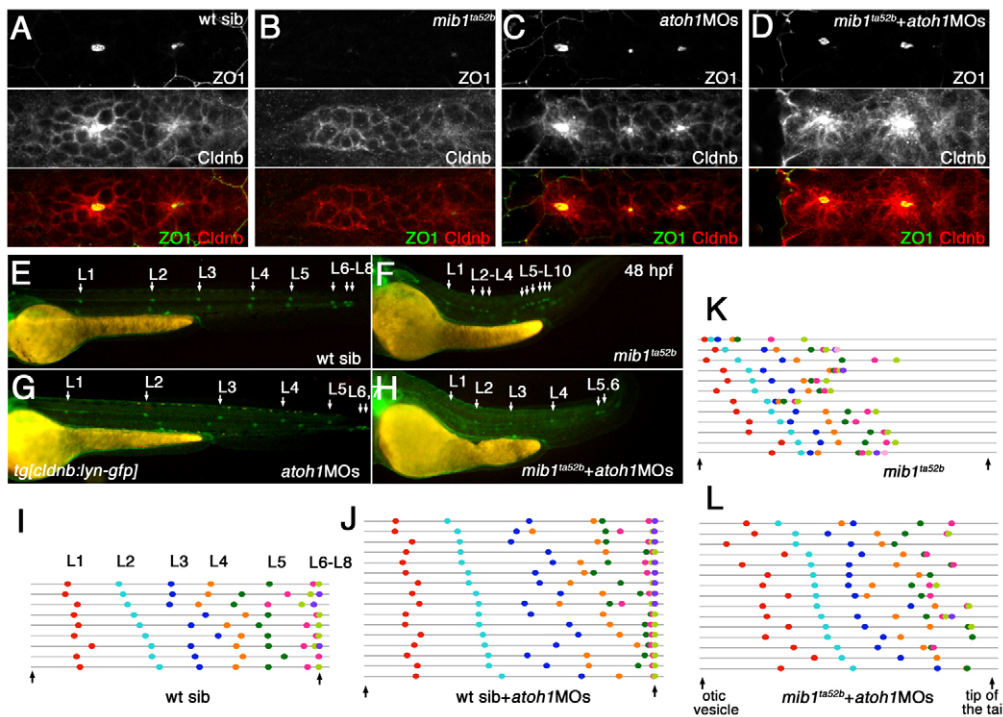 A wt sib
ZO1
Cldnb
ZO1 Cldnb
B mib1ta52b
ZO1
Cldnb
ZO1 Cldnb
C atoh1MOs
ZO1
Cldnb
ZO1 Cldnb
D mib1ta52b+atoh1MOs
ZO1
Cldnb
ZO1 Cldnb
E L1 L2 L3 L4 L5 L6-L8
wt sib
F L1 L2-L4 L5-L10 48 hpf
mib1ta52b
G L1 L2 L3 L4 L5 L6,7
tg[cldnb:lyn-gfp] atoh1MOs
H L1 L2 L3 L4 L5,6
mib1ta52b+atoh1MOs
I
L1 L2 L3 L4 L5 L6-L8
wt sib
J
wt sib+atoh1MOs
K
mib1ta52b
L
otic
vesicle
mib1ta52b+atoh1MOs
tip of
the tai